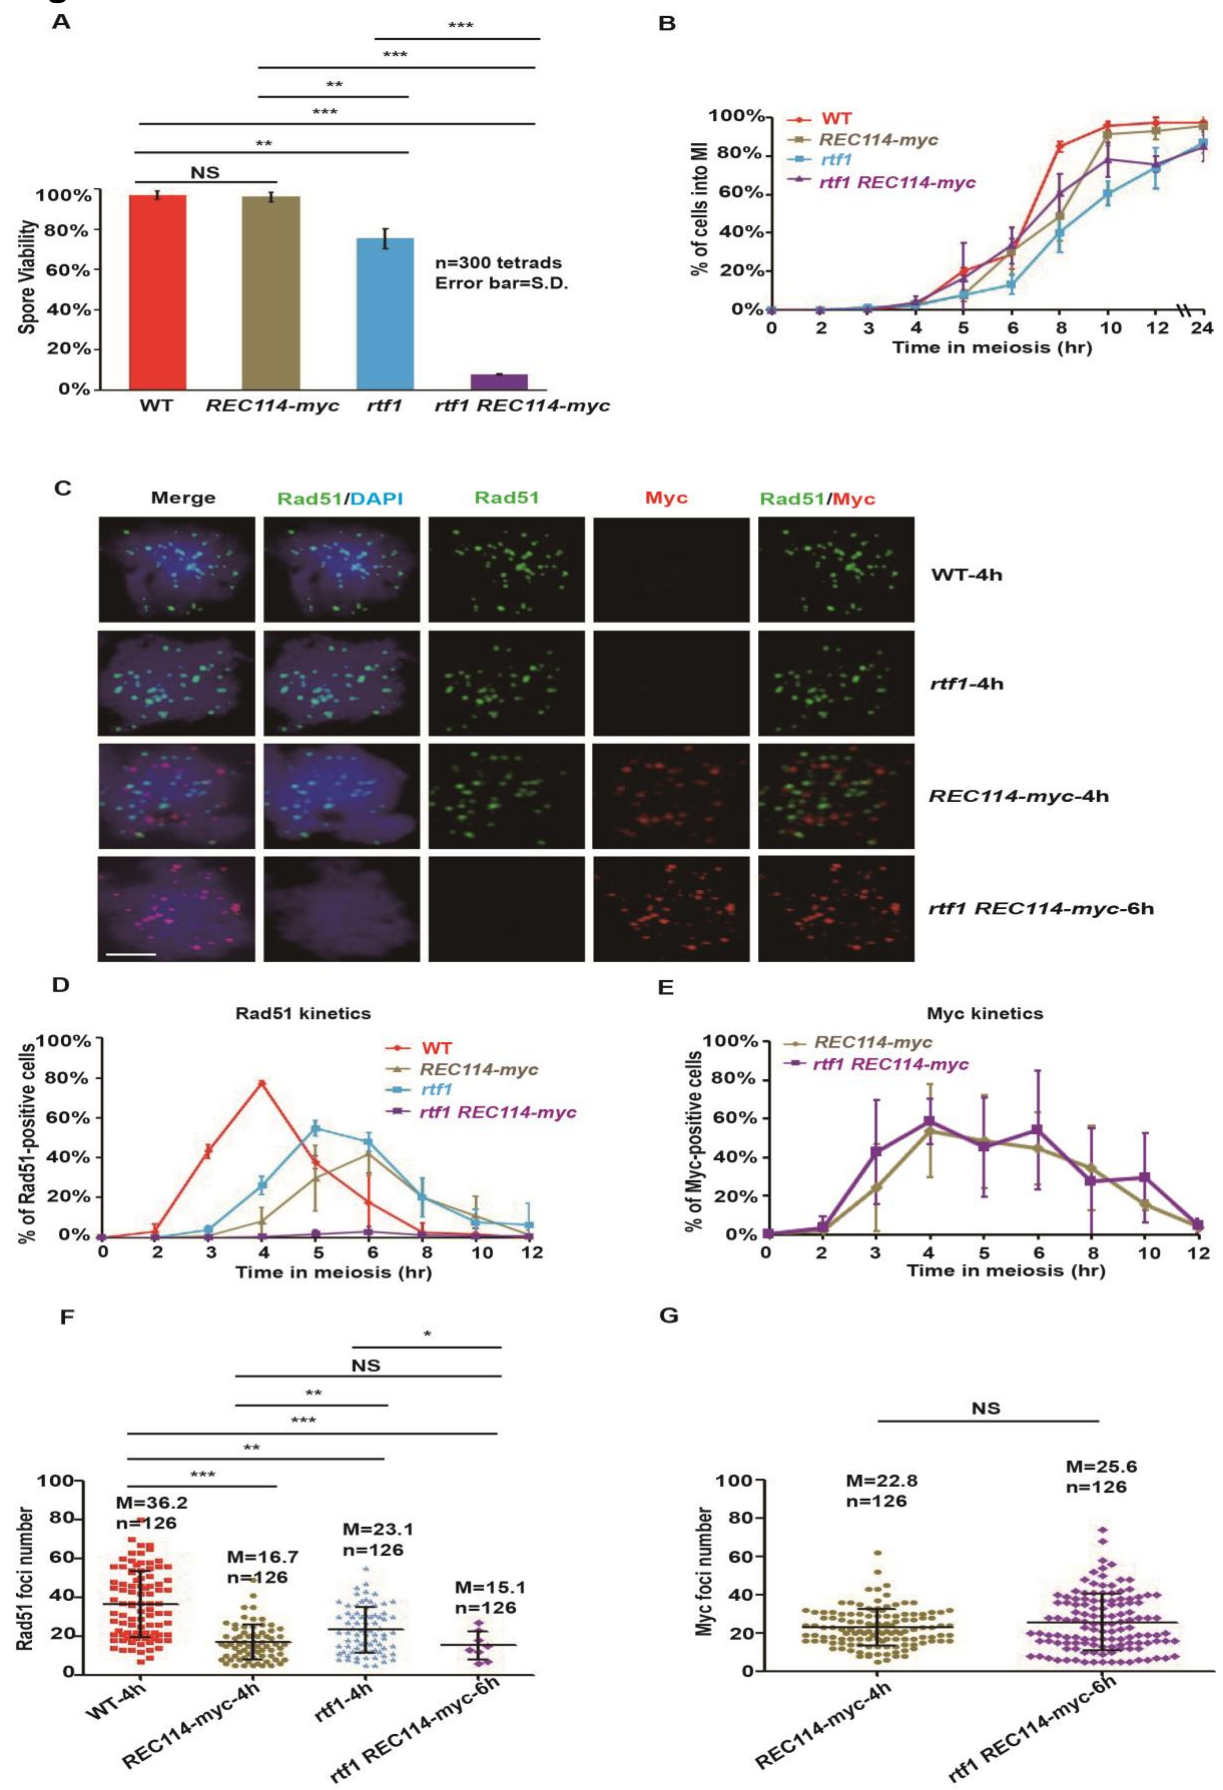 A
***
***
**
***
**
NS
100%
80%
60%
40%
20%
0%
Spore Viability
n=300 tetrads
Error bar=S.D.
WT
REC114-myc
rtf1
rtf1 REC114-myc
B
100%
80%
60%
40%
20%
0%
% of cells into MI
WT
REC114-myc
rtf1
rtf1 REC114-myc
0 2 3 4 5 6 8 10 12 24
Time in meiosis (hr)
C
Merge
Rad51/DAPI
Rad51
Myc
Rad51/Myc
WT-4h
rtf1-4h
REC114-myc-4h
rtf1 REC114-myc-6h
D
Rad51 kinetics
100%
80%
60%
40%
20%
0%
% of Rad51-positive cells
WT
REC114-myc
rtf1
rtf1 REC114-myc
0 2 3 4 5 6 8 10 12
Time in meiosis (hr)
E
Myc kinetics
100%
80%
60%
40%
20%
0%
% of Myc-positive cells
REC114-myc
rtf1 REC114-myc
0 2 3 4 5 6 8 10 12
Time in meiosis (hr)
F
*
NS
**
***
**
***
100
80
60
40
20
0
Rad51 foci number
M=36.2
n=126
M=16.7
n=126
M=23.1
n=126
M=15.1
n=126
WT-4h
REC114-myc-4h
rtf1-4h
rtf1 REC114-myc-6h
G
NS
100
80
60
40
20
0
Myc foci number
M=22.8
n=126
M=25.6
n=126
REC114-myc-4h
rtf1 REC114-myc-6h